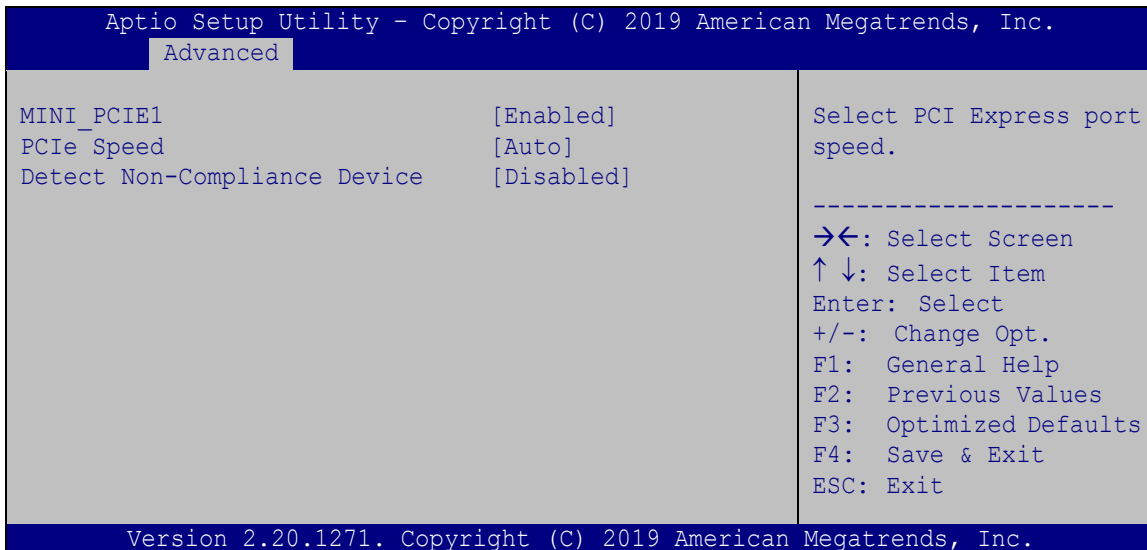 Aptio Setup Utility – Copyright (C) 2019 American Megatrends, Inc.
Advanced
MINI_PCIE1 [Enabled]
PCIe Speed [Auto]
Detect Non-Compliance Device [Disabled]
Select PCI Express port
speed.
---------------------
→←: Select Screen
↑ ↓: Select Item
Enter: Select
+/-: Change Opt.
F1: General Help
F2: Previous Values
F3: Optimized Defaults
F4: Save & Exit
ESC: Exit
Version 2.20.1271. Copyright (C) 2019 American Megatrends, Inc.